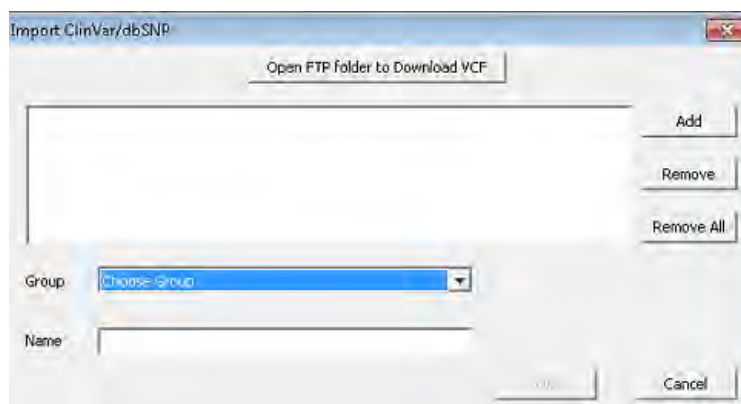 Import ClinVar/dbSNP
Open FTP folder to Download VCF
Add
Remove
Remove All
Group
Choose Group
Name
Cancel